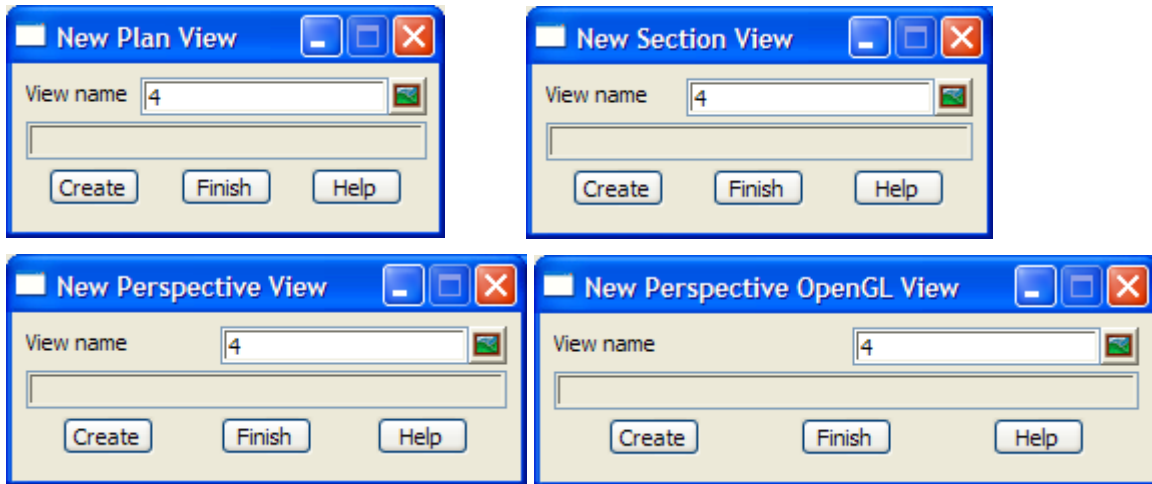 New Plan View
View name 4
Create Finish Help
New Section View
View name 4
Create Finish Help
New Perspective View
View name 4
Create Finish Help
New Perspective OpenGL View
View name 4
Create Finish Help